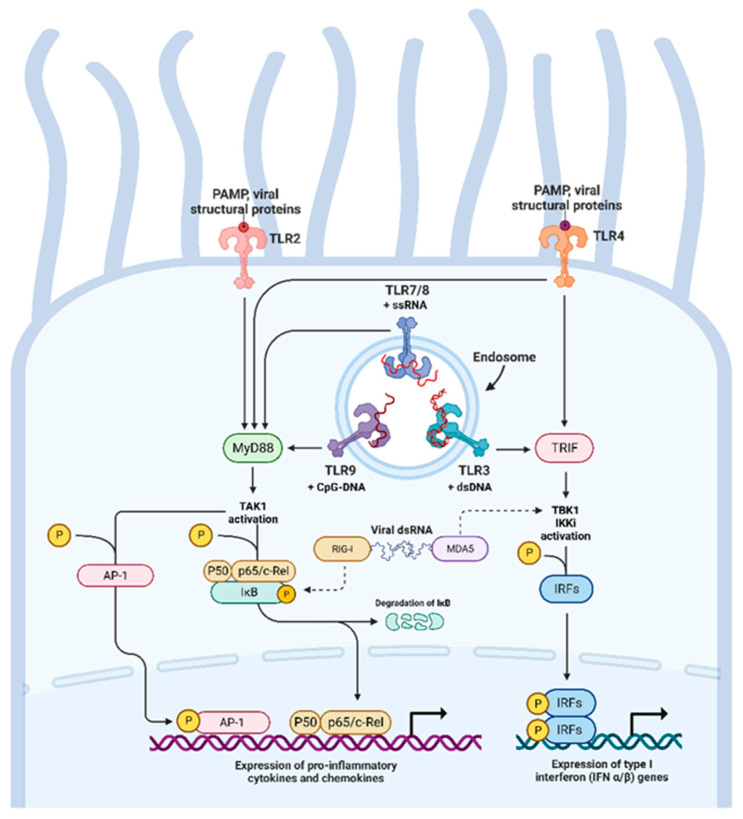 PAMP, viral
structural proteins
TLR2
PAMP, viral
structural proteins
TLR4
TLR7/8
+ ssRNA
Endosome
MyD88
TLR9
+ CpG-DNA
TLR3
+ dsDNA
TRIF
TAK1
activation
TBK1
IKKi
activation
P
P
Viral dsRNA
RIG-I
MDA5
P
AP-1
P50
p65/c-Rel
IκB
P
IRFs
Degradation of IκB
P
AP-1
P50
p65/c-Rel
P
IRFs
P
IRFs
Expression of pro-inflammatory
cytokines and chemokines
Expression of type I
interferon (IFN α/β) genes